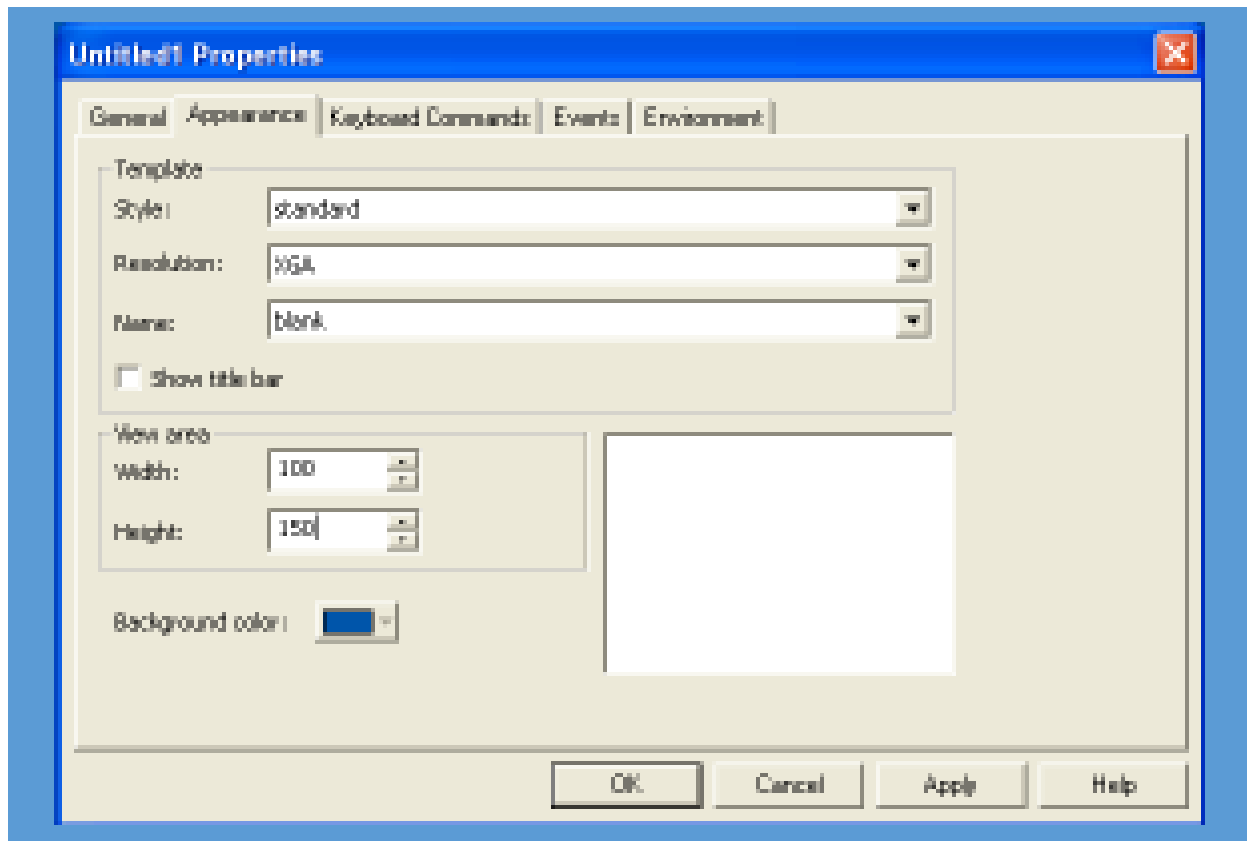 Untitled1 Properties
General Appearance Keyboard Commands Events Environment
Template
Style: standard
Resolution: XGA
Name: blank
Show title bar
View area
Width: 100
Height: 150
Background color:
OK Cancel Apply Help